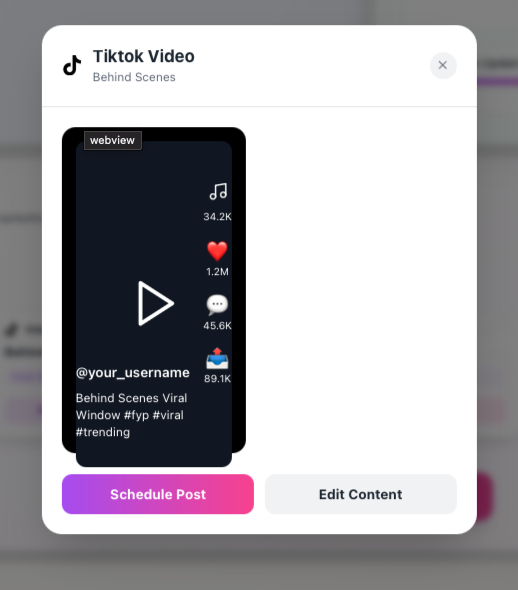 Tiktok Video
Behind Scenes
webview
34.2K
1.2M
45.6K
89.1K
@your_username
Behind Scenes Viral
Window #fyp #viral
#trending
Schedule Post
Edit Content